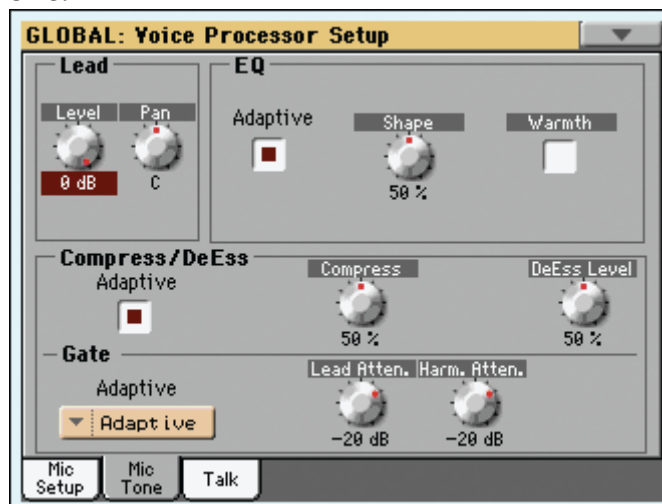 GLOBAL: Voice Processor Setup
Lead
EQ
Level Pan
0 dB C
Adaptive Shape Warmth
50 %
Compress/DeEss
Adaptive Compress DeEss Level
50 % 50 %
Gate
Adaptive Lead Atten. Harm. Atten.
Adaptive -20 dB -20 dB
Mic Setup Mic Tone Talk